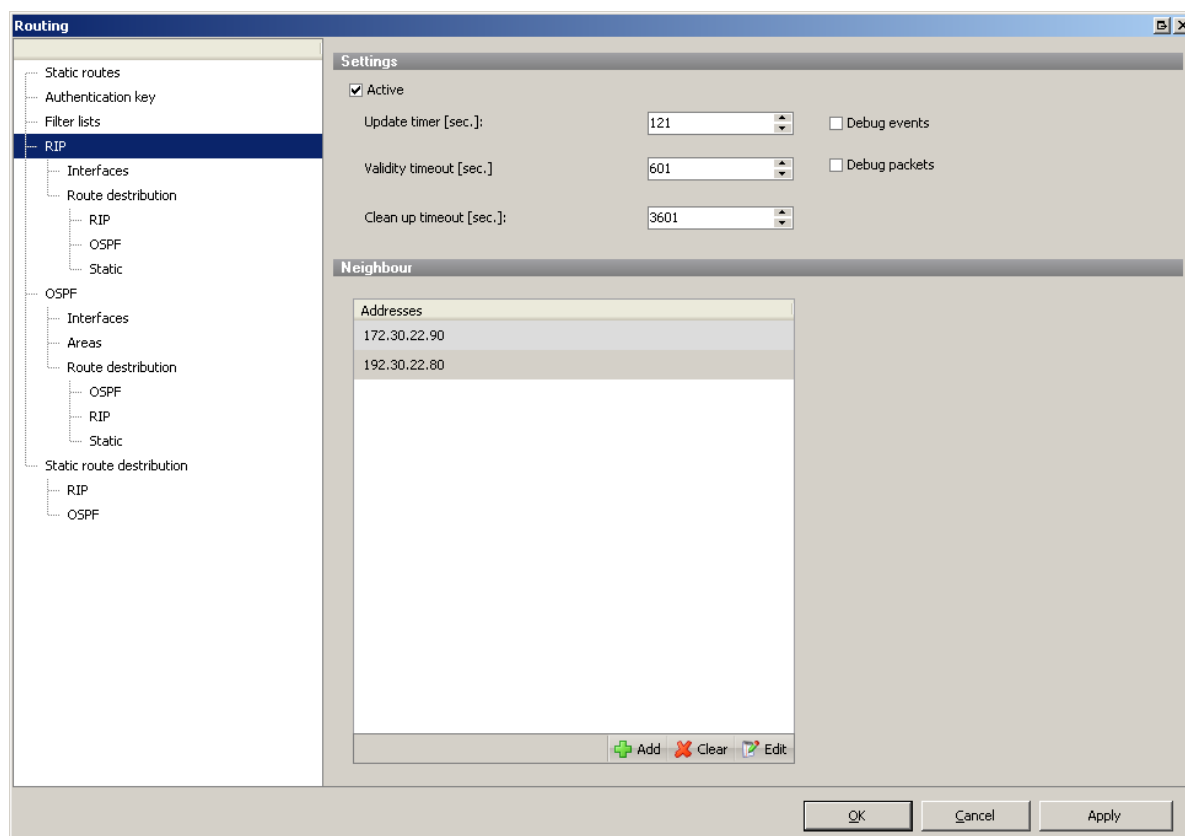 Routing
Static routes
Authentication key
Filter lists
RIP
Interfaces
Route destribution
RIP
OSPF
Static
OSPF
Interfaces
Areas
Route destribution
OSPF
RIP
Static
Static route destribution
RIP
OSPF
Settings
Active
Update timer [sec.]: 121 Debug events
Validity timeout [sec.] 601 Debug packets
Clean up timeout [sec.]: 3601
Neighbour
Addresses
172.30.22.90
192.30.22.80
Add Clear Edit
OK Cancel Apply